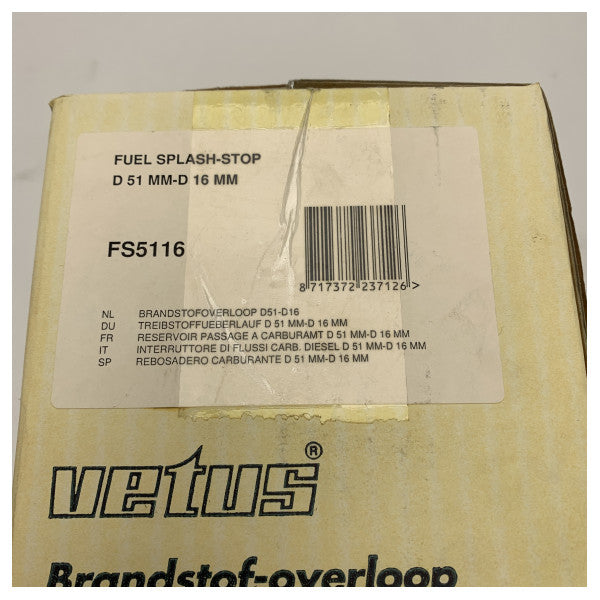 FUEL SPLASH-STOP
D 51 MM-D 16 MM
FS5116
8 717372 237126 >
NL BRANDSTOFOVERLOOP D51-D16
DU TREIBSTOFFUEBERLAUF D 51 MM-D 16 MM
FR RESERVOIR PASSAGE A CARBURAMT D 51 MM-D 16 MM
IT INTERRUTTORE DI FLUSSI CARB. DIESEL D 51 MM-D 16 MM
SP REBOSADERO CARBURANTE D 51 MM-D 16 MM
vetus®
Brandstof-overloop